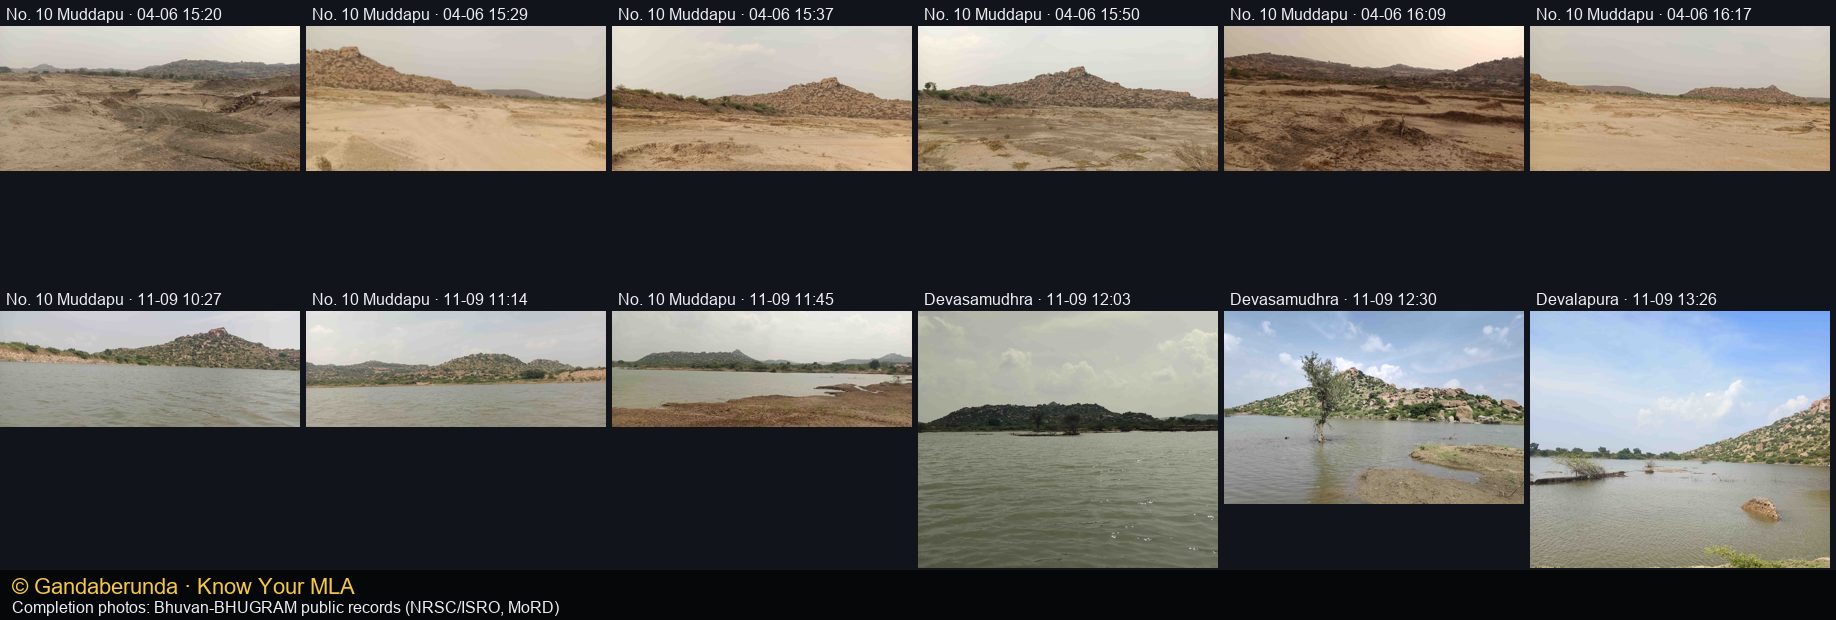 No. 10 Muddapu · 04-06 15:20
No. 10 Muddapu · 04-06 15:29
No. 10 Muddapu · 04-06 15:37
No. 10 Muddapu · 04-06 15:50
No. 10 Muddapu · 04-06 16:09
No. 10 Muddapu · 04-06 16:17
No. 10 Muddapu · 11-09 10:27
No. 10 Muddapu · 11-09 11:14
No. 10 Muddapu · 11-09 11:45
Devasamudhra · 11-09 12:03
Devasamudhra · 11-09 12:30
Devalapura · 11-09 13:26
© Gandaberunda · Know Your MLA
Completion photos: Bhuvan-BHUGRAM public records (NRSC/ISRO, MoRD)